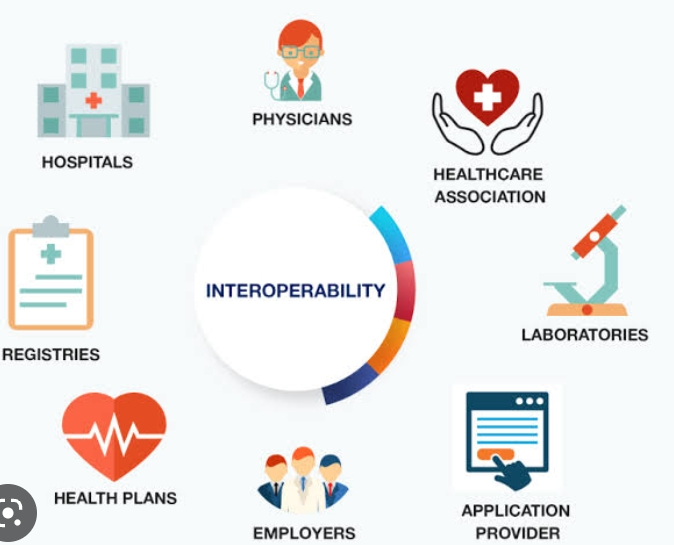 PHYSICIANS
HOSPITALS
HEALTHCARE
ASSOCIATION
INTEROPERABILITY
LABORATORIES
REGISTRIES
HEALTH PLANS
APPLICATION
PROVIDER
EMPLOYERS